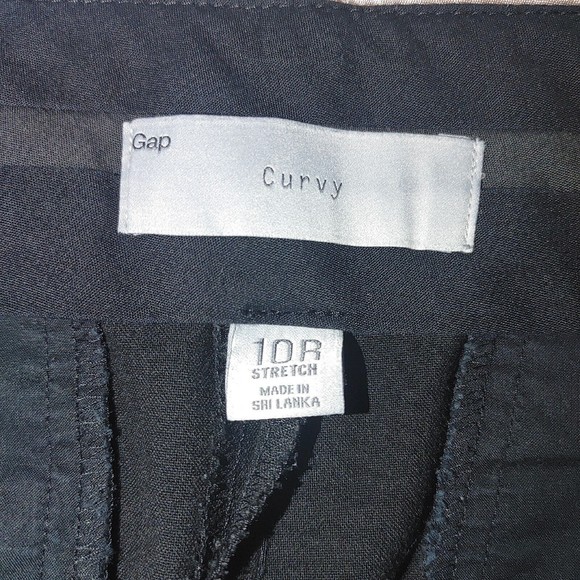 Gap
Curvy
10R
STRETCH
MADE IN
SRI LANKA